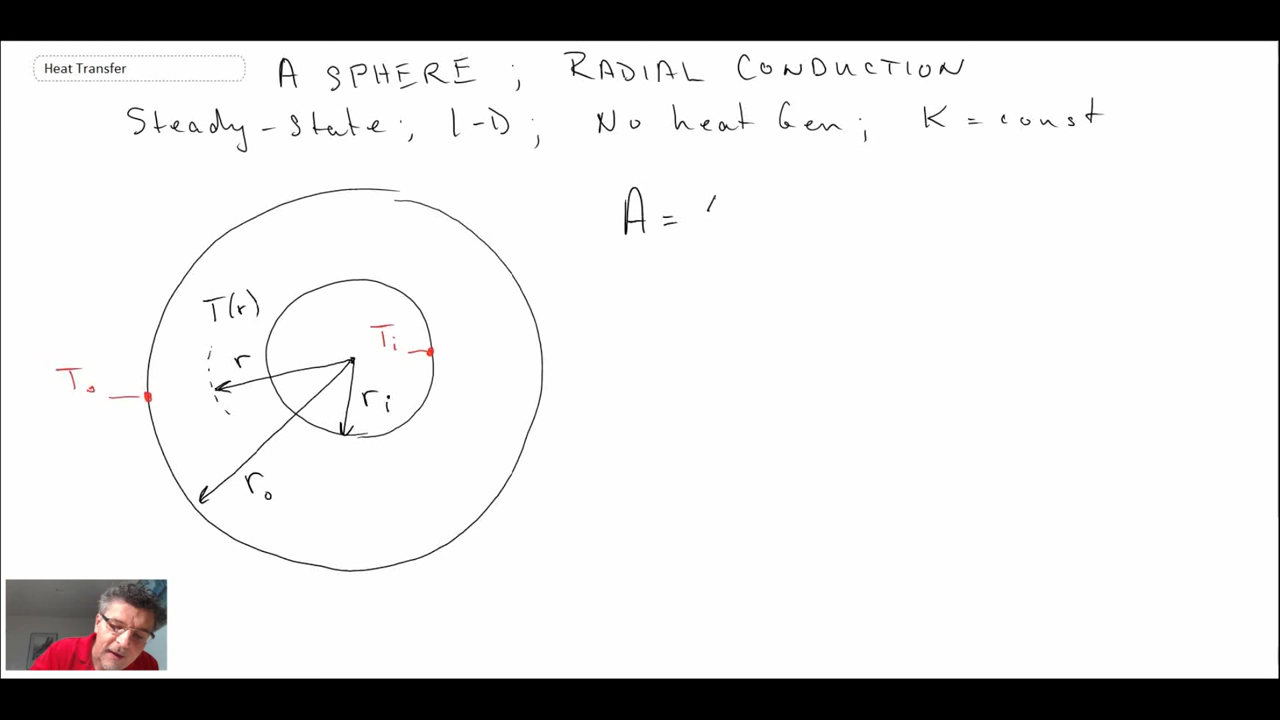 Heat Transfer
A SPHERE ; RADIAL CONDUCTION
Steady-State ; 1-D ; No heat Gen ; K = const
A =
T(r)
Ti
r
To
ri
ro